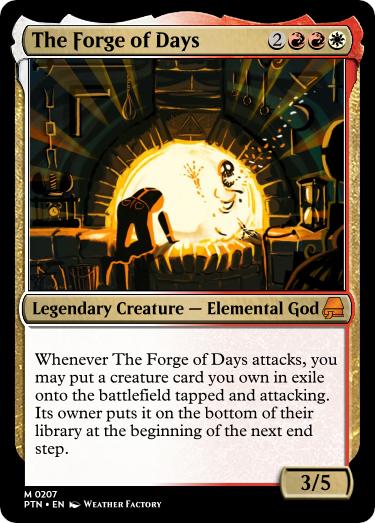 The Forge of Days 2
Legendary Creature — Elemental God
Whenever The Forge of Days attacks, you
may put a creature card you own in exile
onto the battlefield tapped and attacking.
Its owner puts it on the bottom of their
library at the beginning of the next end
step.
3/5
M 0207
PTN • EN Weather Factory